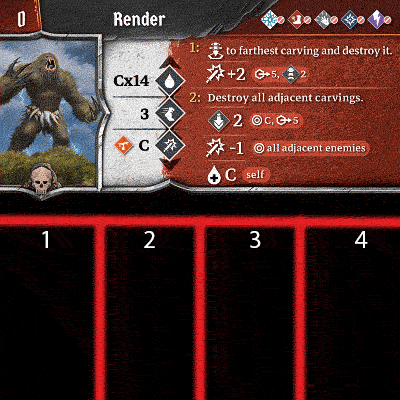 0 Render
1: to farthest carving and destroy it.
Cx14 +2 5, 2
2: Destroy all adjacent carvings.
3 2 C, 5
C -1 all adjacent enemies
C self
1 2 3 4